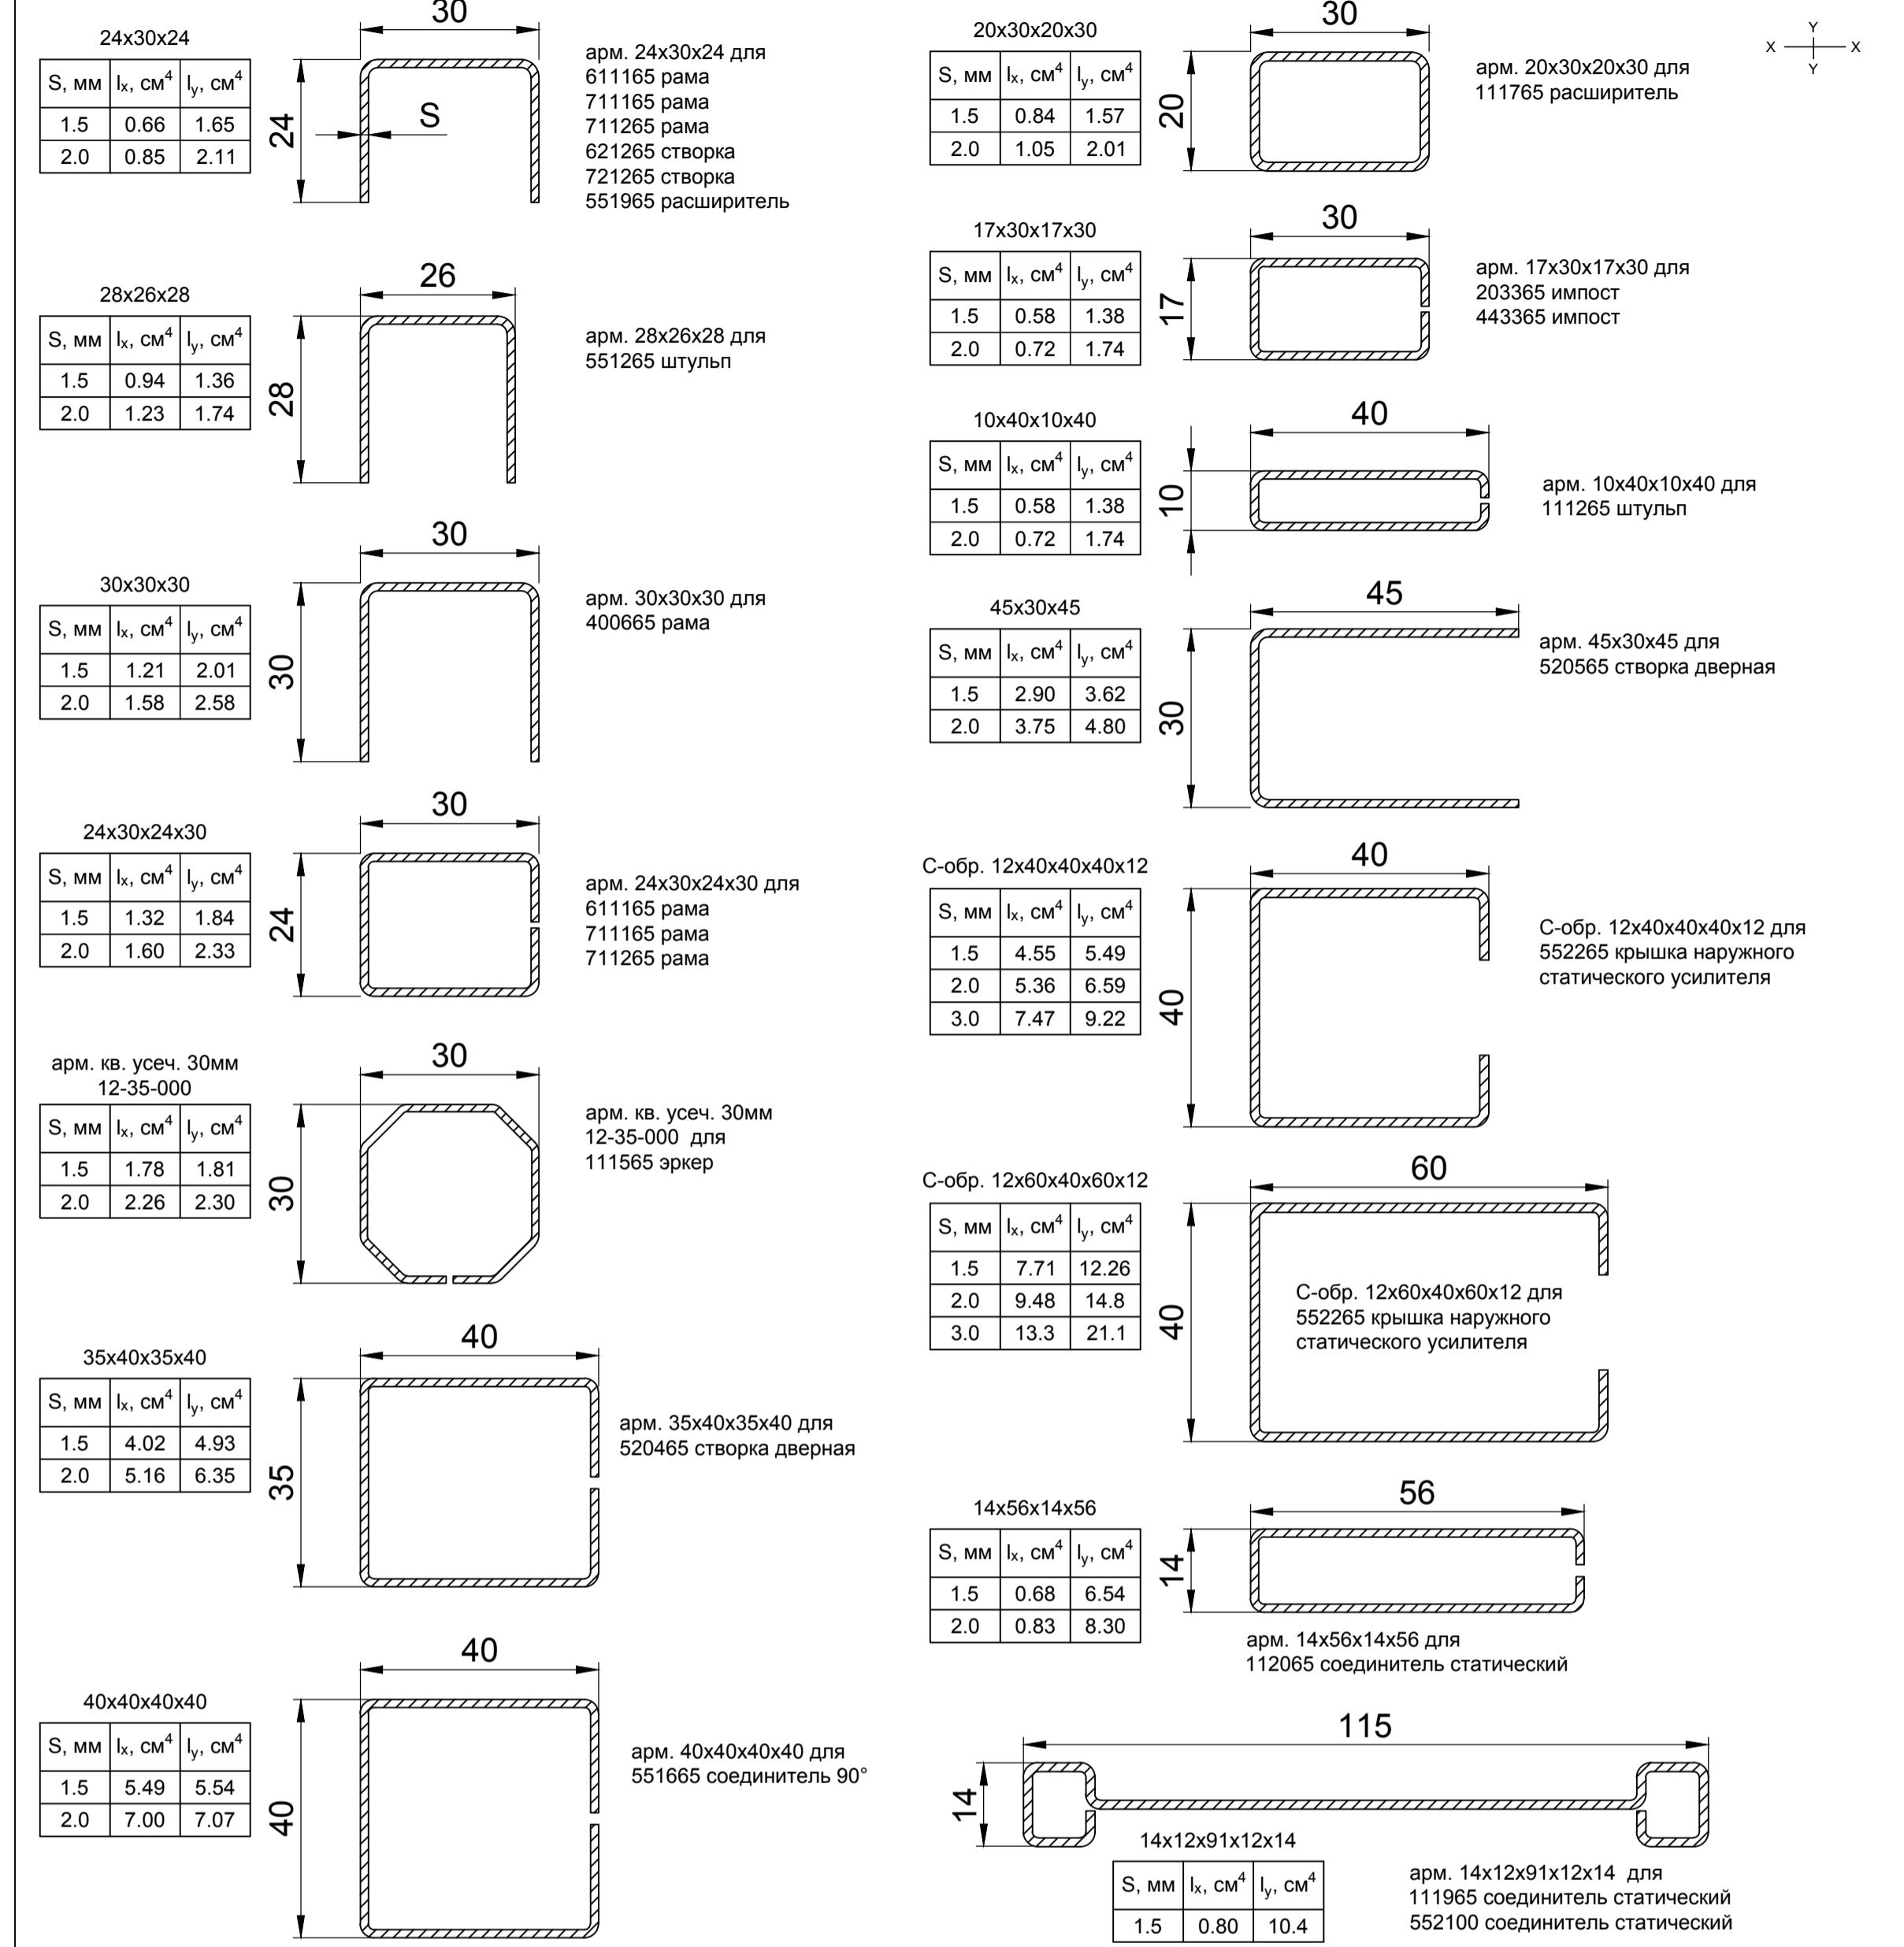 24x30x24
S, мм Iₓ, см⁴ Iᵧ, см⁴
1.5 0.66 1.65
2.0 0.85 2.11
30
24
S
арм. 24x30x24 для
611165 рама
711165 рама
711265 рама
621265 створка
721265 створка
551965 расширитель
28x26x28
S, мм Iₓ, см⁴ Iᵧ, см⁴
1.5 0.94 1.36
2.0 1.23 1.74
26
28
арм. 28x26x28 для
551265 штульп
30x30x30
S, мм Iₓ, см⁴ Iᵧ, см⁴
1.5 1.21 2.01
2.0 1.58 2.58
30
30
арм. 30x30x30 для
400665 рама
24x30x24x30
S, мм Iₓ, см⁴ Iᵧ, см⁴
1.5 1.32 1.84
2.0 1.60 2.33
30
24
арм. 24x30x24x30 для
611165 рама
711165 рама
711265 рама
арм. кв. усеч. 30мм
12-35-000
S, мм Iₓ, см⁴ Iᵧ, см⁴
1.5 1.78 1.81
2.0 2.26 2.30
30
30
арм. кв. усеч. 30мм
12-35-000 для
111565 эркер
35x40x35x40
S, мм Iₓ, см⁴ Iᵧ, см⁴
1.5 4.02 4.93
2.0 5.16 6.35
40
35
арм. 35x40x35x40 для
520465 створка дверная
40x40x40x40
S, мм Iₓ, см⁴ Iᵧ, см⁴
1.5 5.49 5.54
2.0 7.00 7.07
40
40
арм. 40x40x40x40 для
551665 соединитель 90°
20x30x20x30
S, мм Iₓ, см⁴ Iᵧ, см⁴
1.5 0.84 1.57
2.0 1.05 2.01
30
20
арм. 20x30x20x30 для
111765 расширитель
Y
X X
Y
17x30x17x30
S, мм Iₓ, см⁴ Iᵧ, см⁴
1.5 0.58 1.38
2.0 0.72 1.74
30
17
арм. 17x30x17x30 для
203365 импост
443365 импост
10x40x10x40
S, мм Iₓ, см⁴ Iᵧ, см⁴
1.5 0.58 1.38
2.0 0.72 1.74
40
10
арм. 10x40x10x40 для
111265 штульп
45x30x45
S, мм Iₓ, см⁴ Iᵧ, см⁴
1.5 2.90 3.62
2.0 3.75 4.80
45
30
арм. 45x30x45 для
520565 створка дверная
С-обр. 12x40x40x40x12
S, мм Iₓ, см⁴ Iᵧ, см⁴
1.5 4.55 5.49
2.0 5.36 6.59
3.0 7.47 9.22
40
40
С-обр. 12x40x40x40x12 для
552265 крышка наружного
статического усилителя
С-обр. 12x60x40x60x12
S, мм Iₓ, см⁴ Iᵧ, см⁴
1.5 7.71 12.26
2.0 9.48 14.8
3.0 13.3 21.1
60
40
С-обр. 12x60x40x60x12 для
552265 крышка наружного
статического усилителя
14x56x14x56
S, мм Iₓ, см⁴ Iᵧ, см⁴
1.5 0.68 6.54
2.0 0.83 8.30
56
14
арм. 14x56x14x56 для
112065 соединитель статический
115
14
14x12x91x12x14
S, мм Iₓ, см⁴ Iᵧ, см⁴
1.5 0.80 10.4
арм. 14x12x91x12x14 для
111965 соединитель статический
552100 соединитель статический